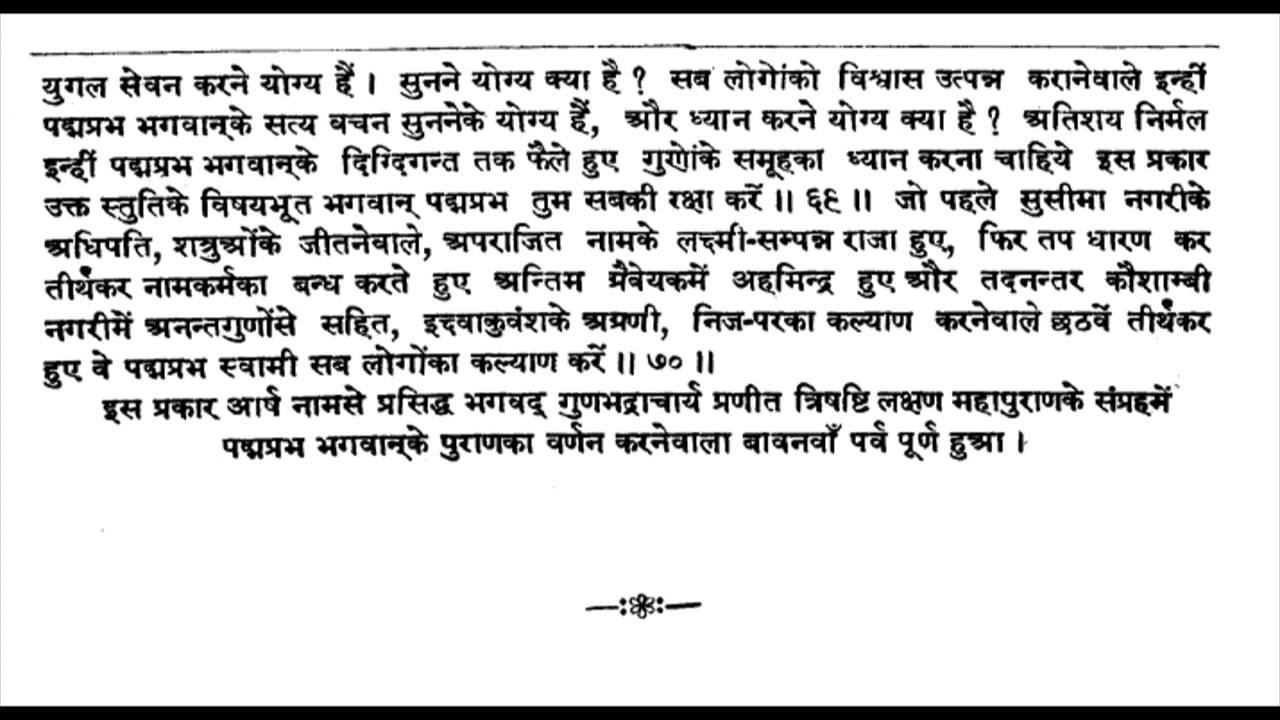 युगल सेवन करने योग्य हैं । सुनने योग्य क्या है ? सब लोगोंको विश्वास उत्पन्न करानेवाले इन्हीं
पद्मप्रभ भगवान्‌के सत्य वचन सुननेके योग्य हैं, और ध्यान करने योग्य क्या है ? अतिशय निर्मल
इन्हीं पद्मप्रभ भगवान्‌के दिग्दिगन्त तक फैले हुए गुणोंके समूहका ध्यान करना चाहिये इस प्रकार
उक्त स्तुतिके विषयभूत भगवान् पद्मप्रभ तुम सबकी रक्षा करें ॥ ६९ ॥ जो पहले सुसीमा नगरीके
अधिपति, शत्रुओंके जीतनेवाले, अपराजित नामके लक्ष्मी-सम्पन्न राजा हुए, फिर तप धारण कर
तीर्थंकर नामकर्मका बन्ध करते हुए अन्तिम ग्रैवेयकमें अहमिन्द्र हुए और तदनन्तर कौशाम्बी
नगरीमें अनन्तगुणोंसे सहित, इक्ष्वाकुवंशके अग्रणी, निज-परका कल्याण करनेवाले छठवें तीर्थंकर
हुए वे पद्मप्रभ स्वामी सब लोगोंका कल्याण करें ॥ ७० ॥
इस प्रकार आर्ष नामसे प्रसिद्ध भगवद् गुणभद्राचार्य प्रणीत त्रिषष्टि लक्षण महापुराणके संग्रहमें
पद्मप्रभ भगवान्‌के पुराणका वर्णन करनेवाला बावनवाँ पर्व पूर्ण हुआ ।